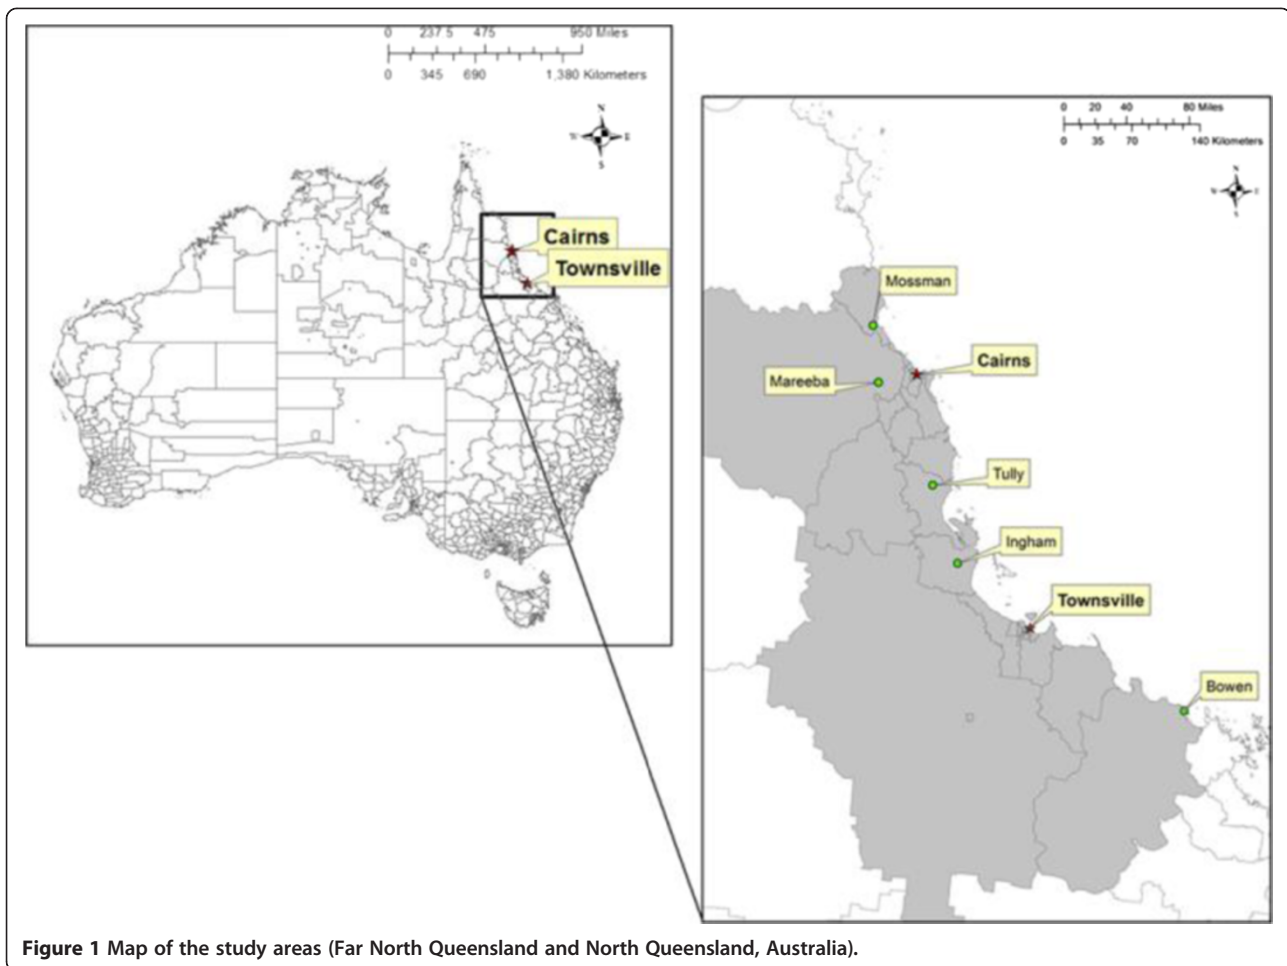 0 237.5 475 950 Miles
0 345 690 1,380 Kilometers
N
W E
S
Cairns
Townsville
0 20 40 80 Miles
0 35 70 140 Kilometers
N
W E
S
Mossman
Cairns
Mareeba
Tully
Ingham
Townsville
Bowen
Figure 1 Map of the study areas (Far North Queensland and North Queensland, Australia).